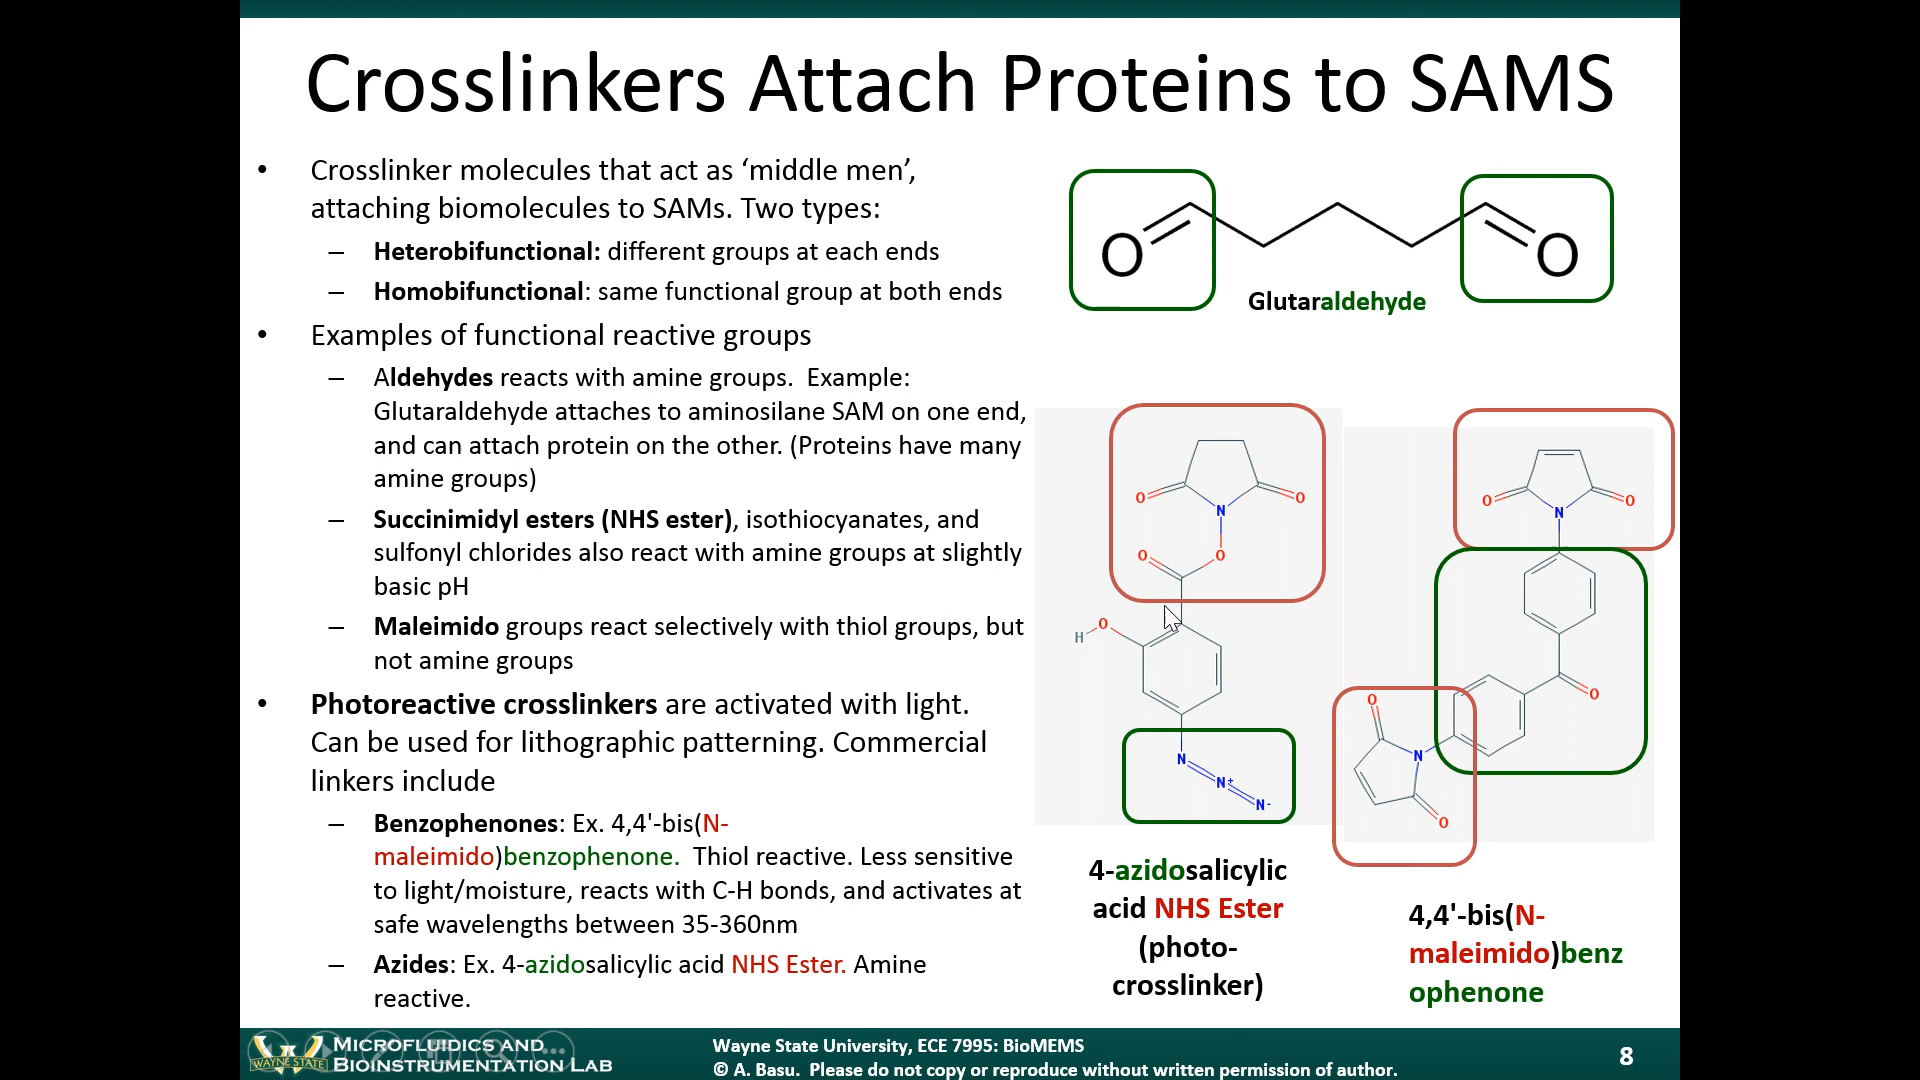 Crosslinkers Attach Proteins to SAMS
• Crosslinker molecules that act as ‘middle men’,
attaching biomolecules to SAMs. Two types:
– Heterobifunctional: different groups at each ends
– Homobifunctional: same functional group at both ends
• Examples of functional reactive groups
– Aldehydes reacts with amine groups.  Example:
Glutaraldehyde attaches to aminosilane SAM on one end,
and can attach protein on the other. (Proteins have many
amine groups)
– Succinimidyl esters (NHS ester), isothiocyanates, and
sulfonyl chlorides also react with amine groups at slightly
basic pH
– Maleimido groups react selectively with thiol groups, but
not amine groups
• Photoreactive crosslinkers are activated with light.
Can be used for lithographic patterning. Commercial
linkers include
– Benzophenones: Ex. 4,4'-bis(N-
maleimido)benzophenone.  Thiol reactive. Less sensitive
to light/moisture, reacts with C-H bonds, and activates at
safe wavelengths between 35-360nm
– Azides: Ex. 4-azidosalicylic acid NHS Ester. Amine
reactive.
O O
Glutaraldehyde
O O
N
O O
H O
N
N+
N-
4-azidosalicylic
acid NHS Ester
(photo-
crosslinker)
O O
N
O
O
N
O
4,4'-bis(N-
maleimido)benz
ophenone
WAYNE STATE
MICROFLUIDICS AND
BIOINSTRUMENTATION LAB
Wayne State University, ECE 7995: BioMEMS
© A. Basu.  Please do not copy or reproduce without written permission of author.
8